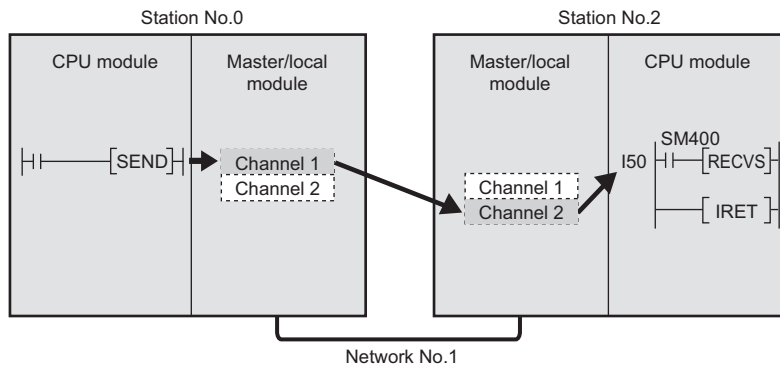 Station No.0
Station No.2
CPU module
Master/local
module
Master/local
module
CPU module
SEND
Channel 1
Channel 2
Channel 1
Channel 2
SM400
I50
RECVS
IRET
Network No.1